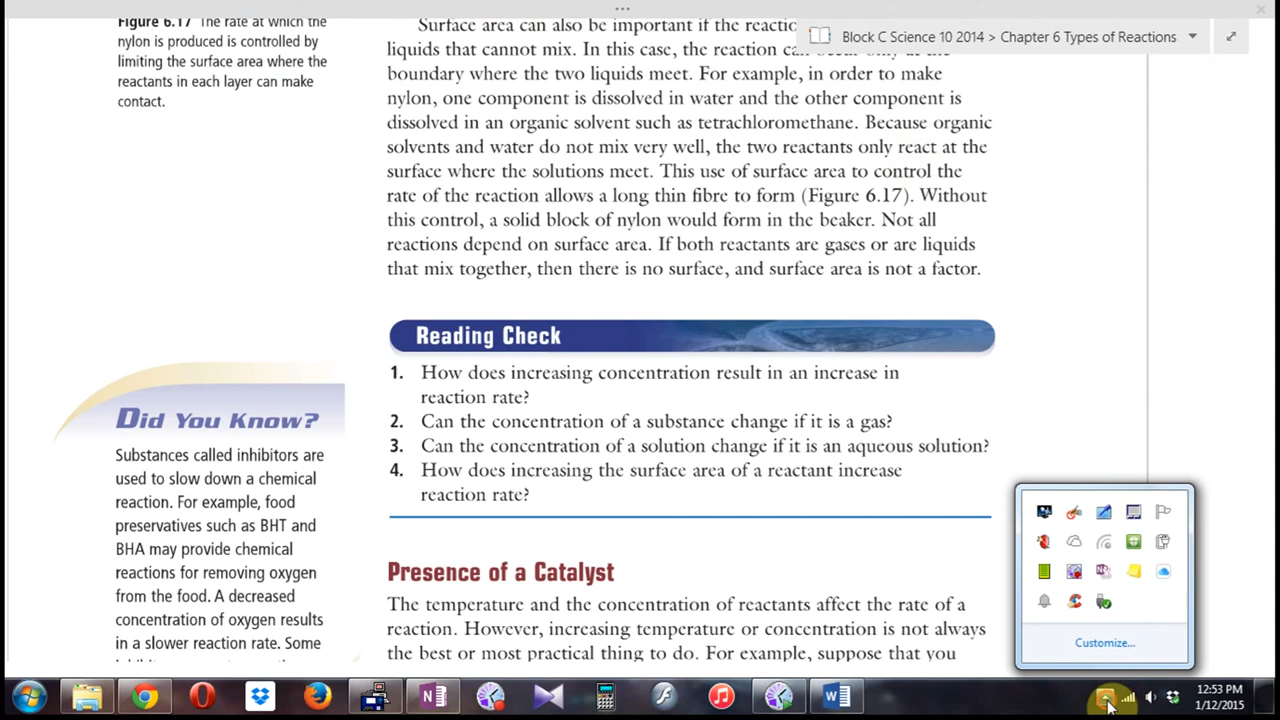 Block C Science 10 2014 > Chapter 6 Types of Reactions
Figure 6.17 The rate at which the
nylon is produced is controlled by
limiting the surface area where the
reactants in each layer can make
contact.
Surface area can also be important if the
liquids that cannot mix. In this case, the reaction can occur only at the
boundary where the two liquids meet. For example, in order to make
nylon, one component is dissolved in water and the other component is
dissolved in an organic solvent such as tetrachloromethane. Because organic
solvents and water do not mix very well, the two reactants only react at the
surface where the solutions meet. This use of surface area to control the
rate of the reaction allows a long thin fibre to form (Figure 6.17). Without
this control, a solid block of nylon would form in the beaker. Not all
reactions depend on surface area. If both reactants are gases or are liquids
that mix together, then there is no surface, and surface area is not a factor.
Reading Check
1. How does increasing concentration result in an increase in
reaction rate?
2. Can the concentration of a substance change if it is a gas?
3. Can the concentration of a solution change if it is an aqueous solution?
4. How does increasing the surface area of a reactant increase
reaction rate?
Did You Know?
Substances called inhibitors are
used to slow down a chemical
reaction. For example, food
preservatives such as BHT and
BHA may provide chemical
reactions for removing oxygen
from the food. A decreased
concentration of oxygen results
in a slower reaction rate. Some
Presence of a Catalyst
The temperature and the concentration of reactants affect the rate of a
reaction. However, increasing temperature or concentration is not always
the best or most practical thing to do. For example, suppose that you
Customize...
12:53 PM
1/12/2015